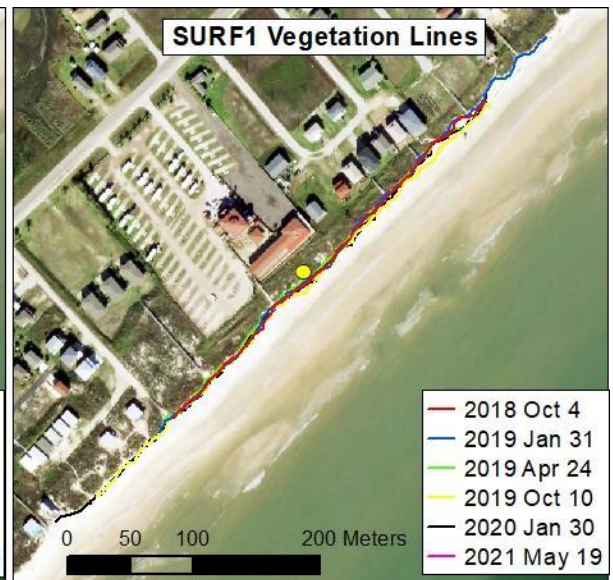 SURF1 Vegetation Lines
2018 Oct 4
2019 Jan 31
2019 Apr 24
2019 Oct 10
2020 Jan 30
2021 May 19
0 50 100 200 Meters